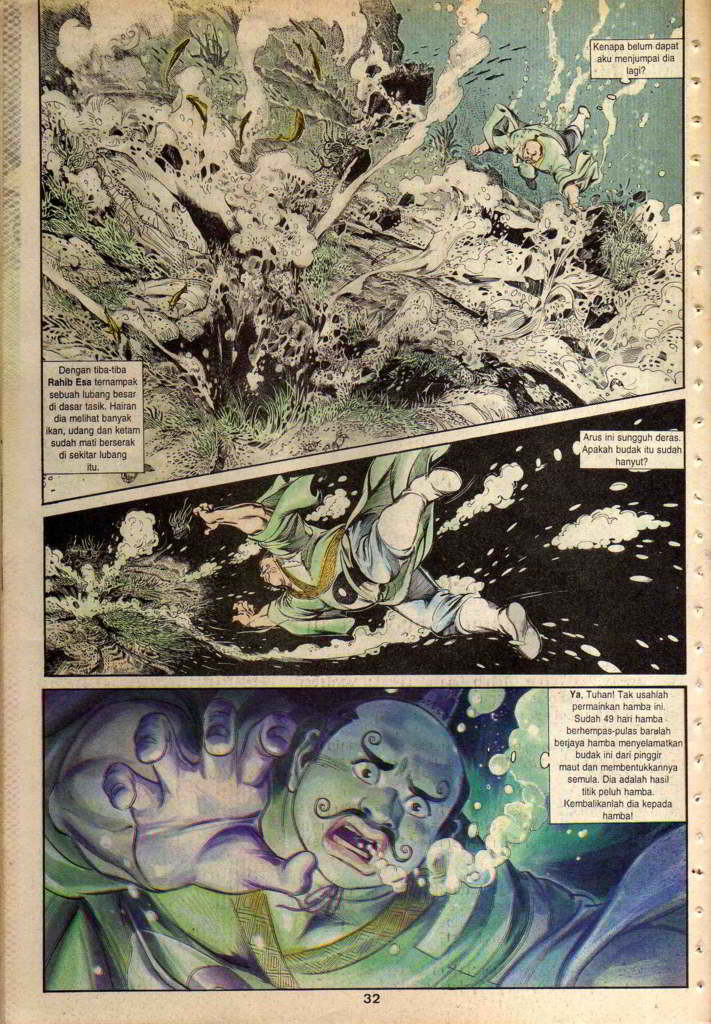 Kenapa belum dapat
aku menjumpai dia
lagi?
Dengan tiba-tiba
Rahib Esa ternampak
sebuah lubang besar
di dasar tasik. Hairan
dia melihat banyak
ikan, udang dan ketam
sudah mati berserak
di sekitar lubang
itu.
Arus ini sungguh deras.
Apakah budak itu sudah
hanyut?
Ya, Tuhan! Tak usahlah
permainkan hamba ini.
Sudah 49 hari hamba
berhempas-pulas barulah
berjaya hamba menyelamatkan
budak ini dari pinggir
maut dan membentukkannya
semula. Dia adalah hasil
titik peluh hamba.
Kembalikanlah dia kepada
hamba!
32